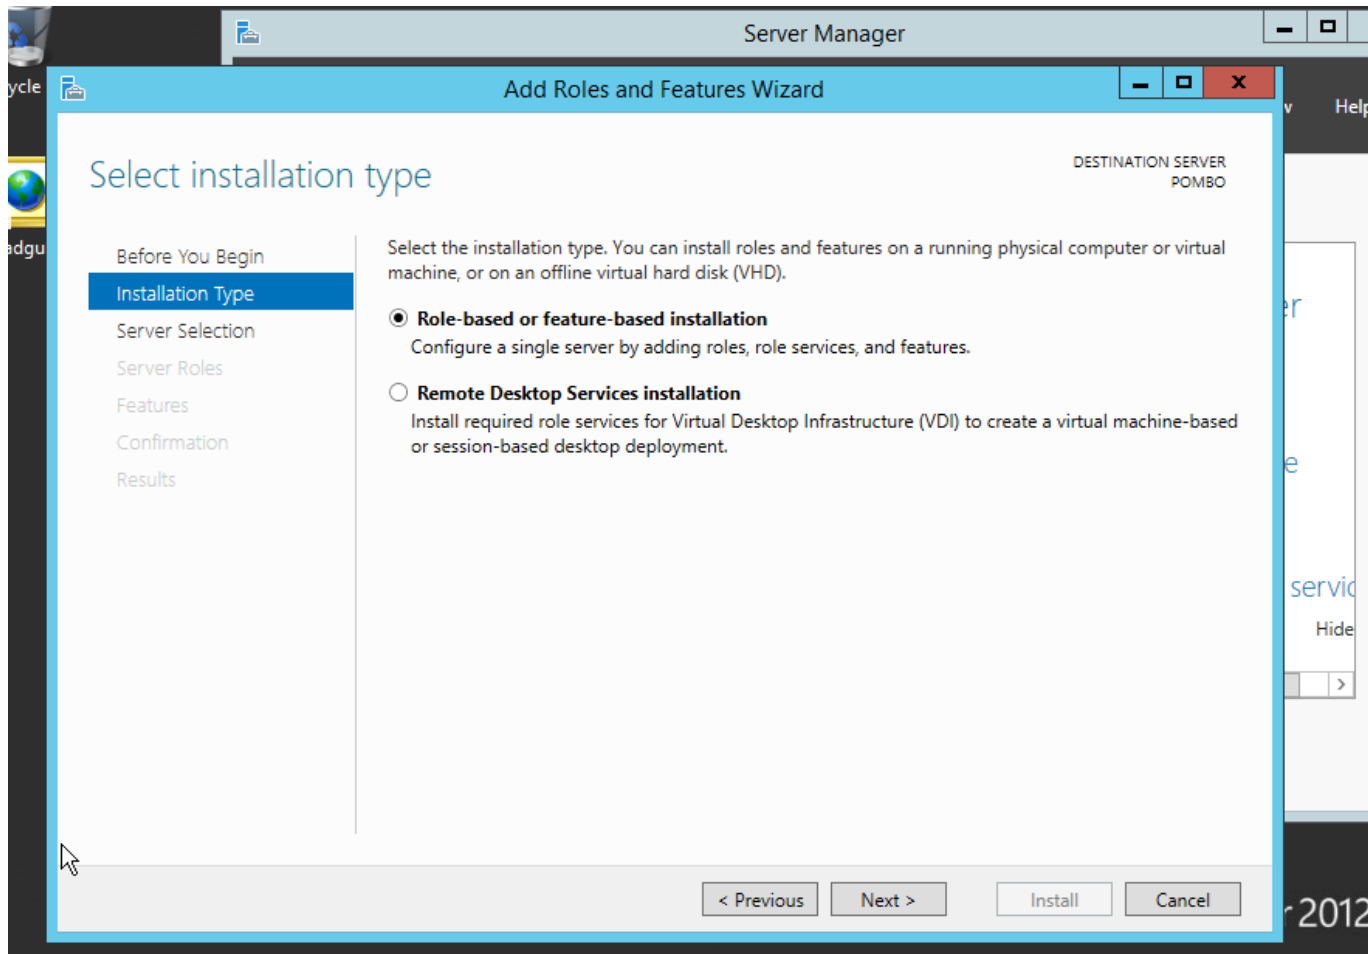 Server Manager
ycle
Add Roles and Features Wizard
Help
Select installation type
DESTINATION SERVER
POMBO
adgu
Before You Begin
Installation Type
Server Selection
Server Roles
Features
Confirmation
Results
Select the installation type. You can install roles and features on a running physical computer or virtual
machine, or on an offline virtual hard disk (VHD).
Role-based or feature-based installation
Configure a single server by adding roles, role services, and features.
Remote Desktop Services installation
Install required role services for Virtual Desktop Infrastructure (VDI) to create a virtual machine-based
or session-based desktop deployment.
er
e
servic
Hide
< Previous
Next >
Install
Cancel
r 2012